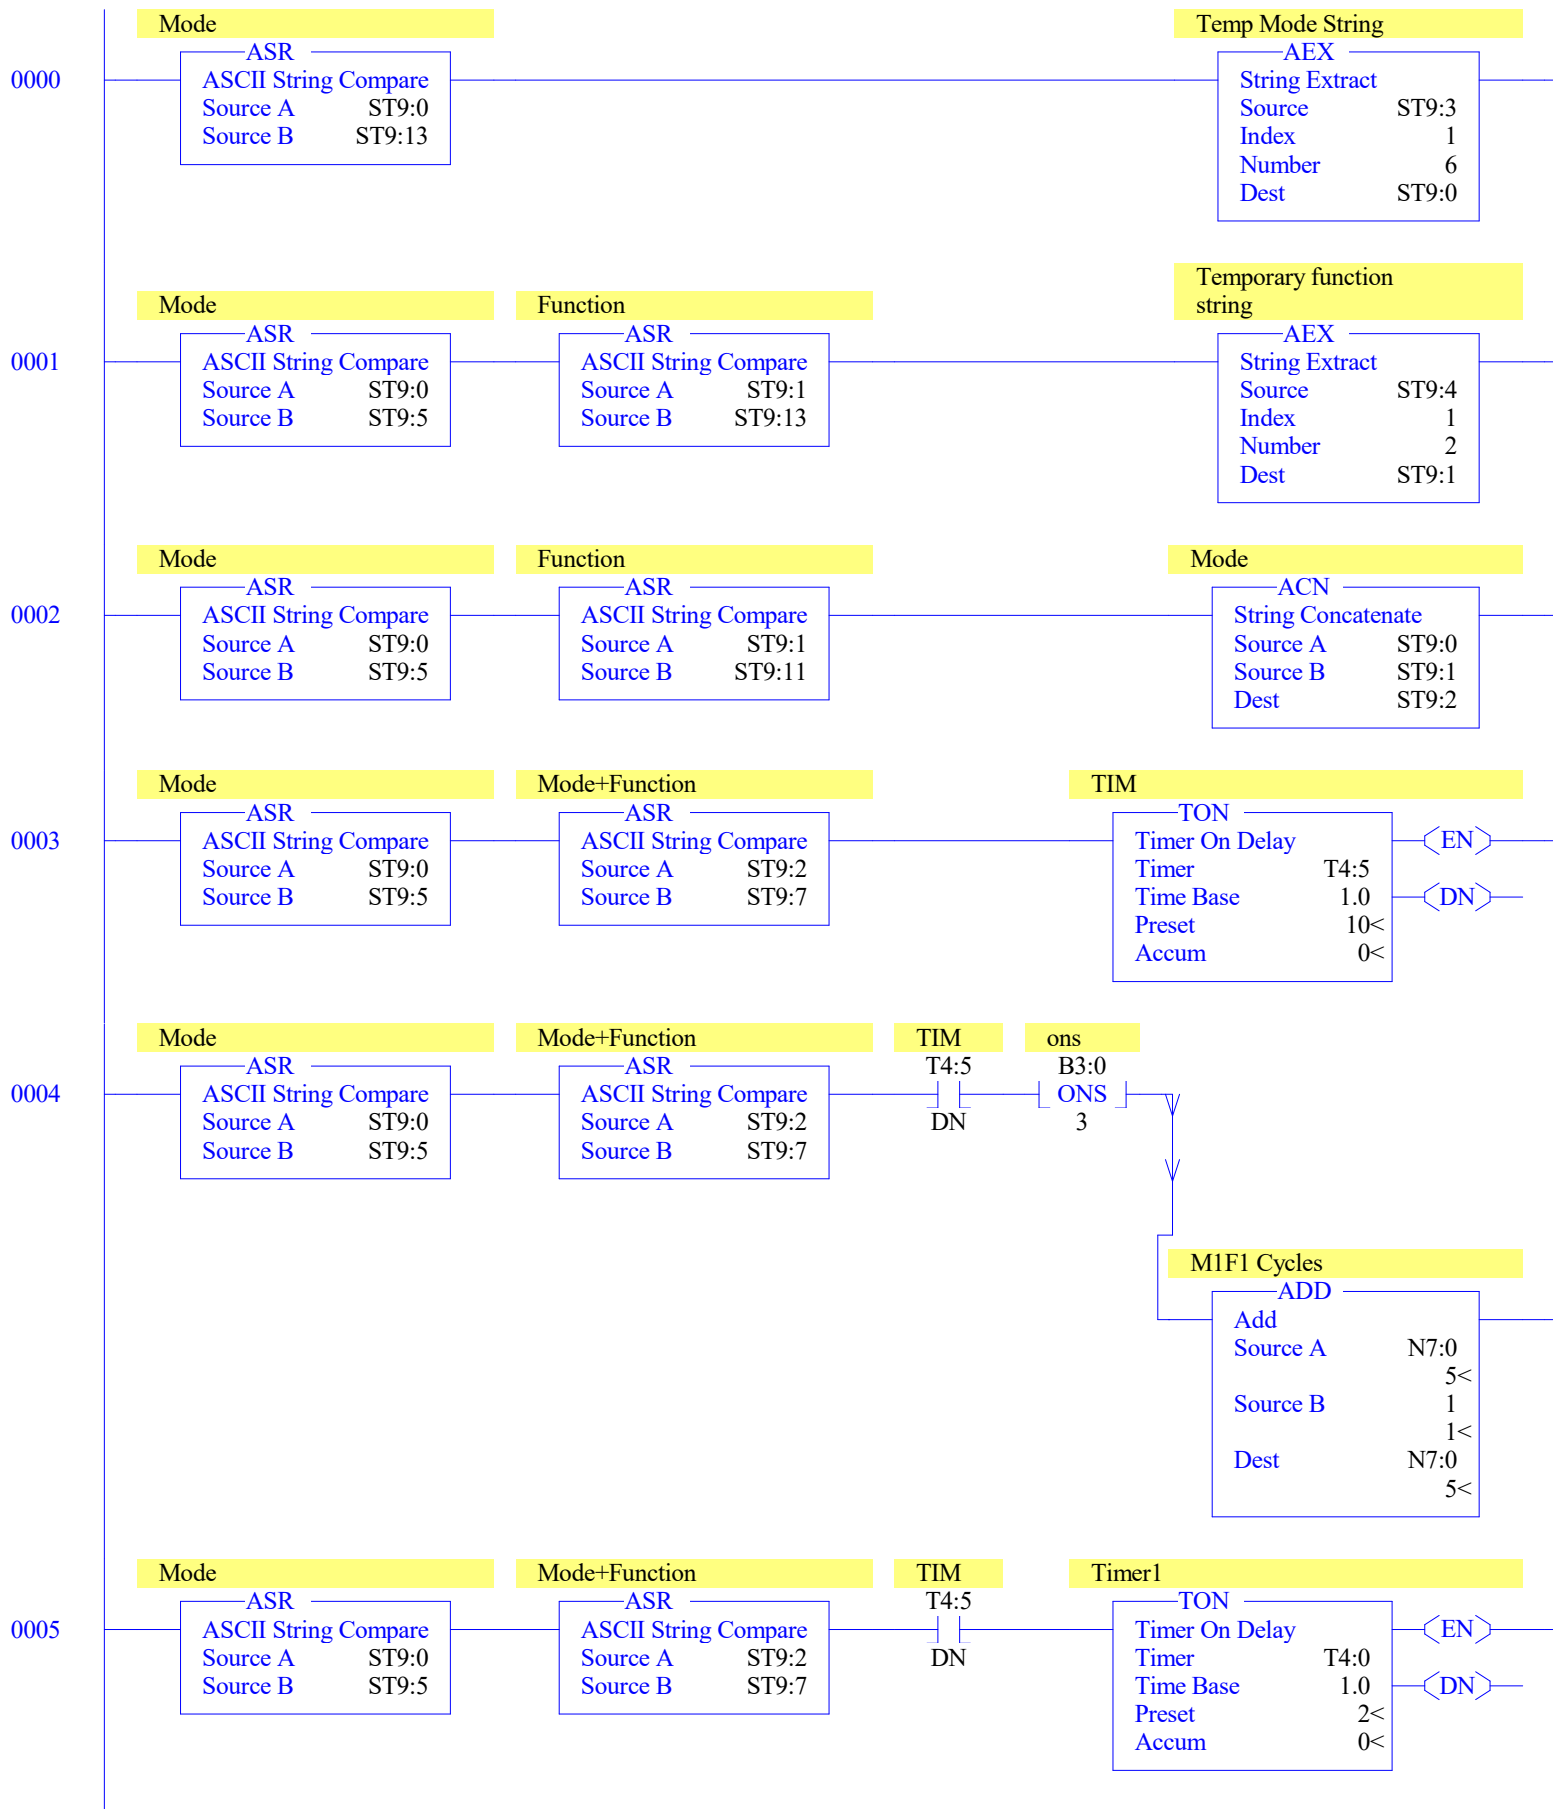 Mode Temp Mode String
ASR AEX
0000 ASCII String Compare String Extract
Source A ST9:0 Source ST9:3
Source B ST9:13 Index 1
Number 6
Dest ST9:0
Temporary function
Mode Function string
ASR ASR AEX
0001 ASCII String Compare ASCII String Compare String Extract
Source A ST9:0 Source A ST9:1 Source ST9:4
Source B ST9:5 Source B ST9:13 Index 1
Number 2
Dest ST9:1
Mode Function Mode
ASR ASR ACN
0002 ASCII String Compare ASCII String Compare String Concatenate
Source A ST9:0 Source A ST9:1 Source A ST9:0
Source B ST9:5 Source B ST9:11 Source B ST9:1
Dest ST9:2
Mode Mode+Function TIM
ASR ASR TON
0003 ASCII String Compare ASCII String Compare Timer On Delay EN
Source A ST9:0 Source A ST9:2 Timer T4:5
Source B ST9:5 Source B ST9:7 Time Base 1.0 DN
Preset 10<
Accum 0<
Mode Mode+Function TIM ons
ASR ASR T4:5 B3:0
0004 ASCII String Compare ASCII String Compare ONS
Source A ST9:0 Source A ST9:2 DN 3
Source B ST9:5 Source B ST9:7
M1F1 Cycles
ADD
Add
Source A N7:0
5<
Source B 1
1<
Dest N7:0
5<
Mode Mode+Function TIM Timer1
ASR ASR T4:5 TON
0005 ASCII String Compare ASCII String Compare Timer On Delay EN
Source A ST9:0 Source A ST9:2 DN Timer T4:0
Source B ST9:5 Source B ST9:7 Time Base 1.0 DN
Preset 2<
Accum 0<